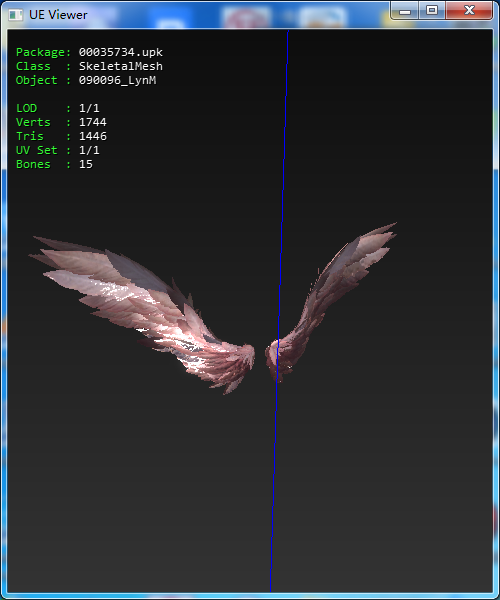 UE Viewer
Package: 00035734.upk
Class : SkeletalMesh
Object : 090096_LynM
LOD : 1/1
Verts : 1744
Tris : 1446
UV Set : 1/1
Bones : 15